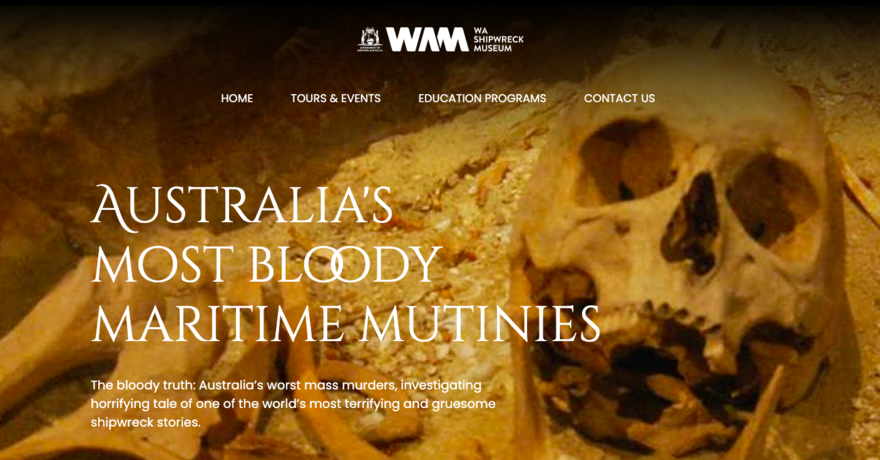 WAM
WA
SHIPWRECK
MUSEUM
HOME TOURS & EVENTS EDUCATION PROGRAMS CONTACT US
AUSTRALIA'S
MOST BLOODY
MARITIME MUTINIES
The bloody truth: Australia's worst mass murders, investigating
horrifying tale of one of the world's most terrifying and gruesome
shipwreck stories.